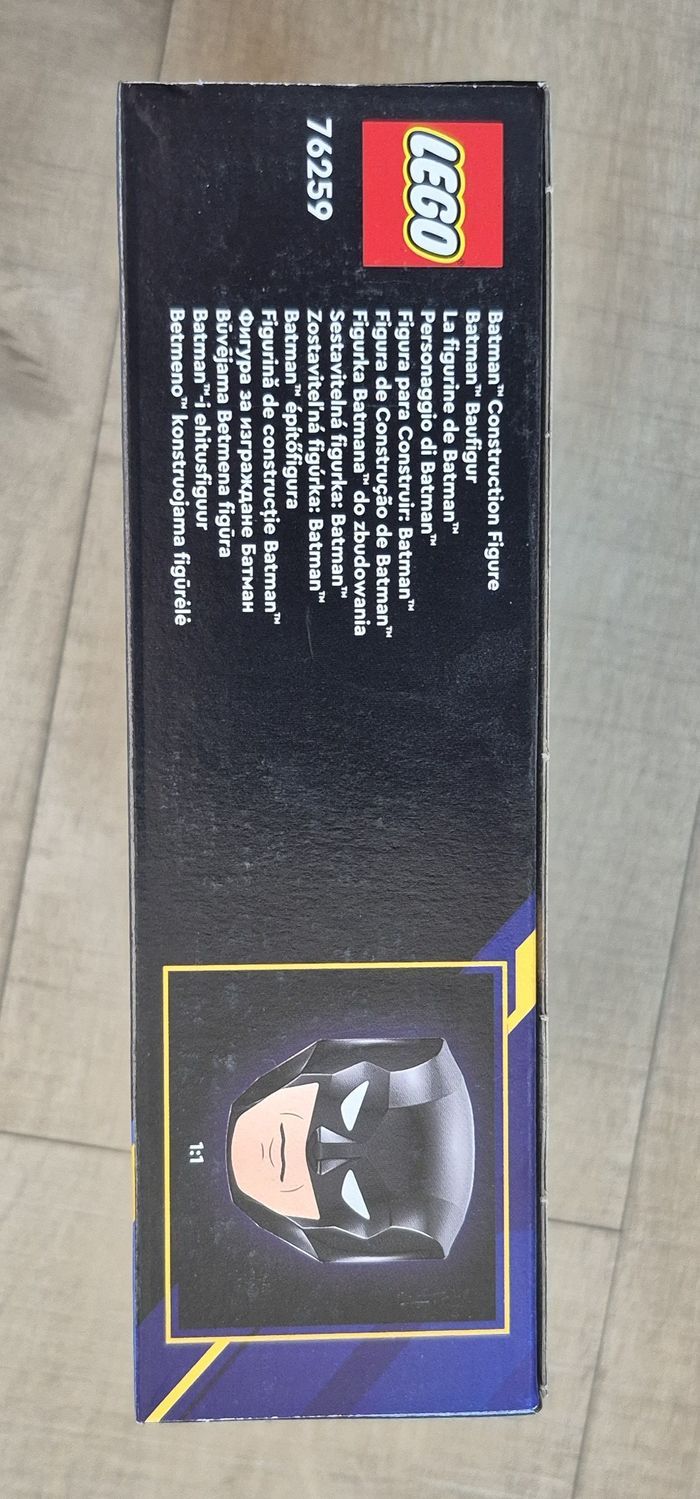 LEGO
76259
Batman™ Construction Figure
Batman™ Baufigur
La figurine de Batman™
Personaggio di Batman™
Figura para Construir: Batman™
Figura de Construção de Batman™
Figurka Batmana™ do zbudowania
Sestavitelná figurka: Batman™
Zostaviteľná figúrka: Batman™
Batman™ építőfigura
Figurină de construcție Batman™
Фигура за изграждане Батман
Būvējama Betmena figūra
Batman™-i ehitusfiguur
Betmeno™ konstruojama figūrėlė
1:1